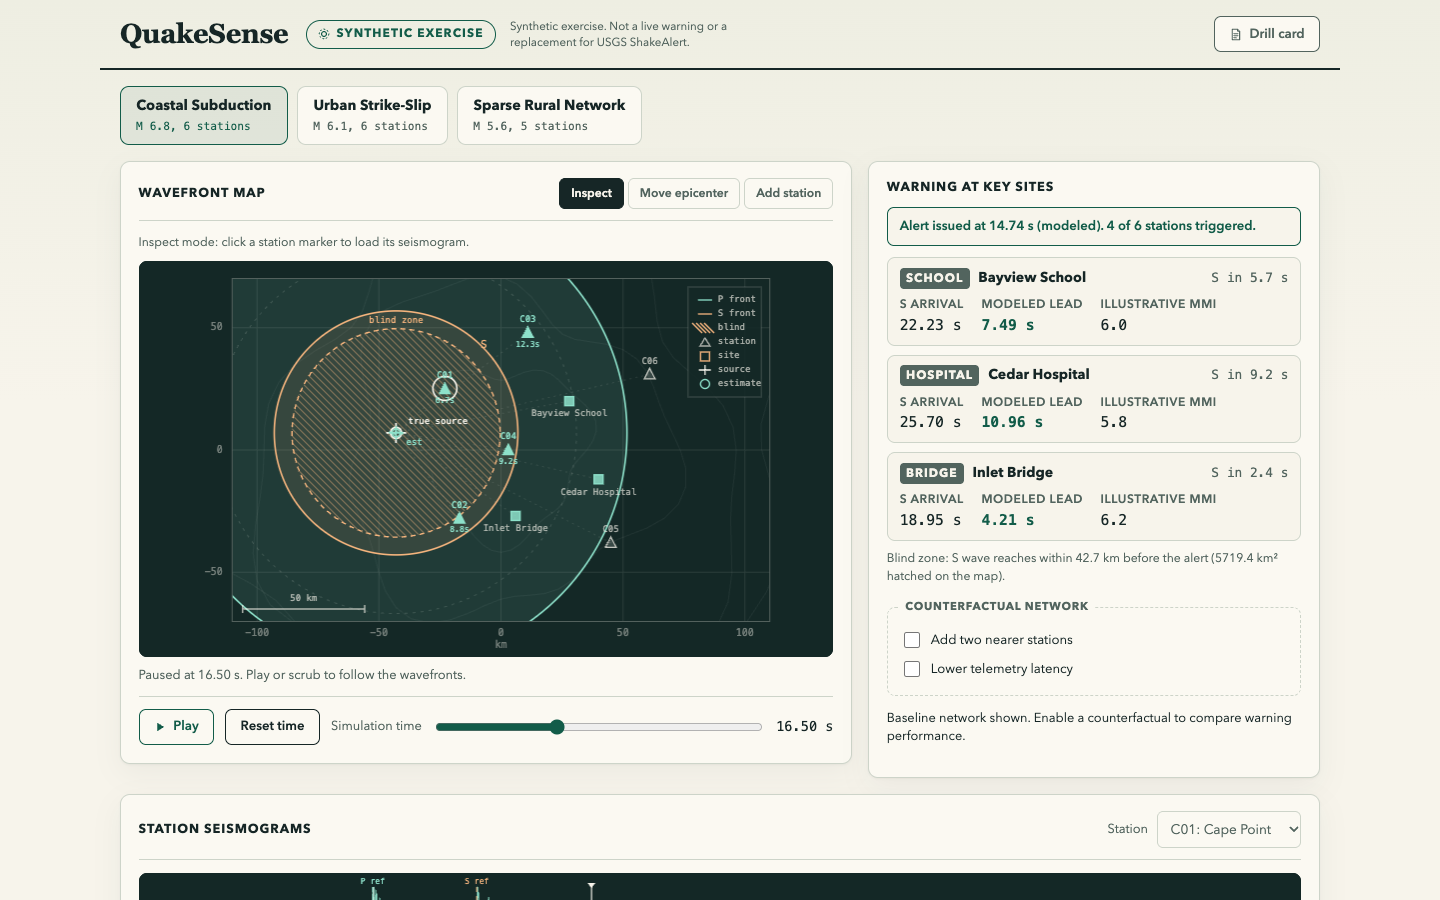 QuakeSense
SYNTHETIC EXERCISE
Synthetic exercise. Not a live warning or a
replacement for USGS ShakeAlert.
Drill card
Coastal Subduction
M 6.8, 6 stations
Urban Strike-Slip
M 6.1, 6 stations
Sparse Rural Network
M 5.6, 5 stations
WAVEFRONT MAP
Inspect
Move epicenter
Add station
Inspect mode: click a station marker to load its seismogram.
P front
S front
blind
station
site
source
estimate
blind zone
S
C03
12.3s
C06
C01
Bayview School
true source
est
C04
9.2s
Cedar Hospital
C02
8.8s
Inlet Bridge
C05
50 km
50
0
−50
−100
−50
0
50
100
km
Paused at 16.50 s. Play or scrub to follow the wavefronts.
Play
Reset time
Simulation time
16.50 s
WARNING AT KEY SITES
Alert issued at 14.74 s (modeled). 4 of 6 stations triggered.
SCHOOL Bayview School S in 5.7 s
S ARRIVAL MODELED LEAD ILLUSTRATIVE MMI
22.23 s 7.49 s 6.0
HOSPITAL Cedar Hospital S in 9.2 s
S ARRIVAL MODELED LEAD ILLUSTRATIVE MMI
25.70 s 10.96 s 5.8
BRIDGE Inlet Bridge S in 2.4 s
S ARRIVAL MODELED LEAD ILLUSTRATIVE MMI
18.95 s 4.21 s 6.2
Blind zone: S wave reaches within 42.7 km before the alert (5719.4 km²
hatched on the map).
COUNTERFACTUAL NETWORK
Add two nearer stations
Lower telemetry latency
Baseline network shown. Enable a counterfactual to compare warning
performance.
STATION SEISMOGRAMS
Station
C01: Cape Point
P ref
S ref